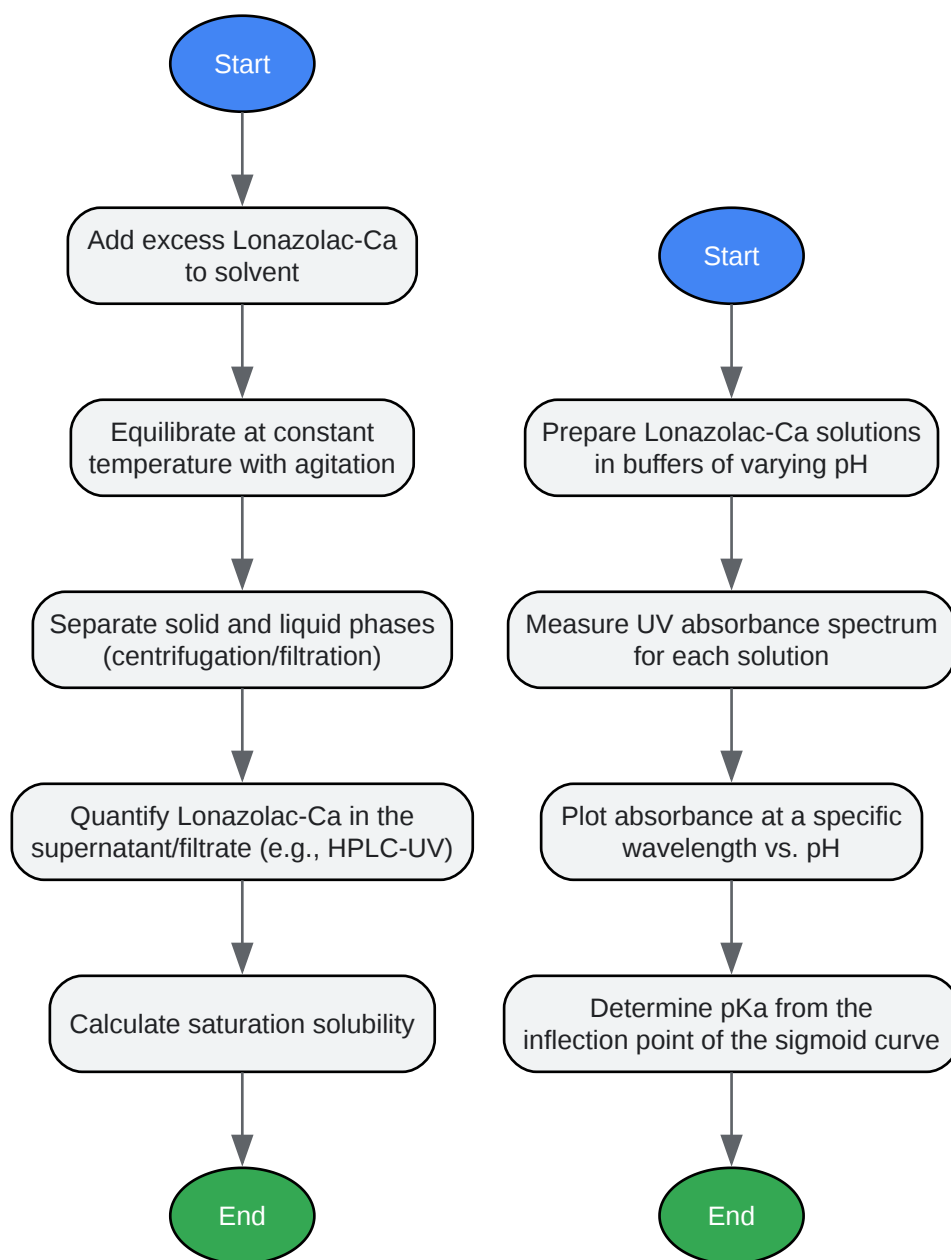 Start
Add excess Lonazolac-Ca
to solvent
Equilibrate at constant
temperature with agitation
Separate solid and liquid phases
(centrifugation/filtration)
Quantify Lonazolac-Ca in the
supernatant/filtrate (e.g., HPLC-UV)
Calculate saturation solubility
End
Start
Prepare Lonazolac-Ca solutions
in buffers of varying pH
Measure UV absorbance spectrum
for each solution
Plot absorbance at a specific
wavelength vs. pH
Determine pKa from the
inflection point of the sigmoid curve
End